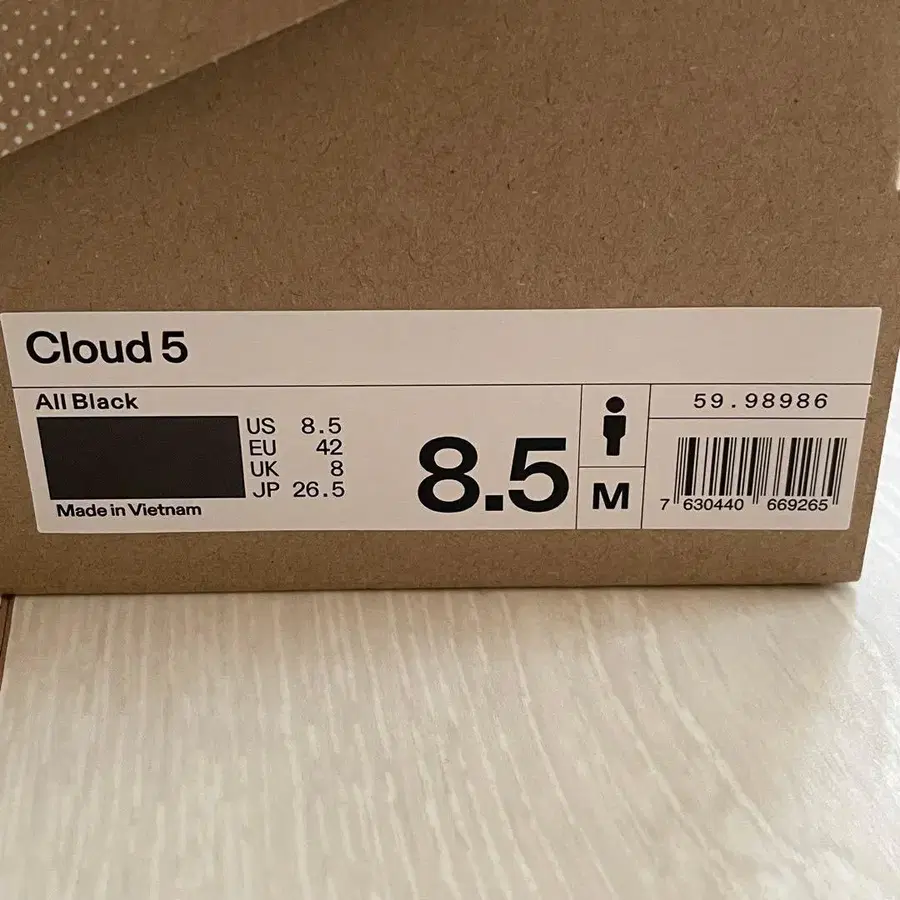 Cloud 5
All Black
US 8.5
EU 42
UK 8
JP 26.5
Made in Vietnam
8.5
M
59.98986
7 630440 669265